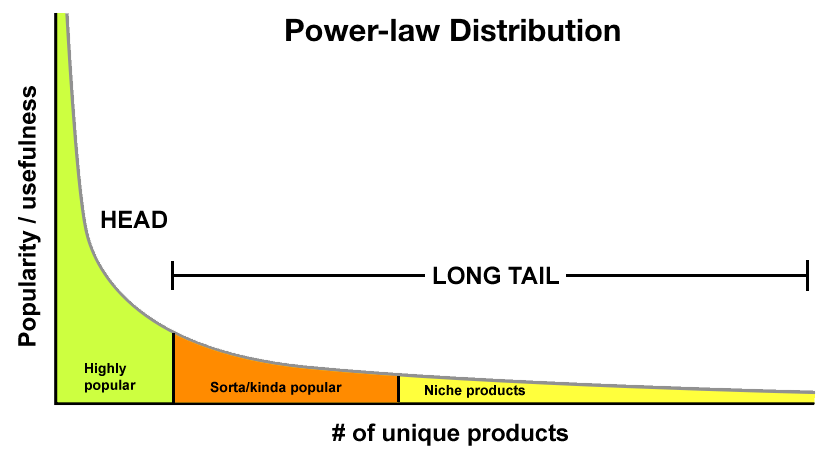 Power-law Distribution
Popularity / usefulness
HEAD
LONG TAIL
Highly
popular
Sorta/kinda popular
Niche products
# of unique products